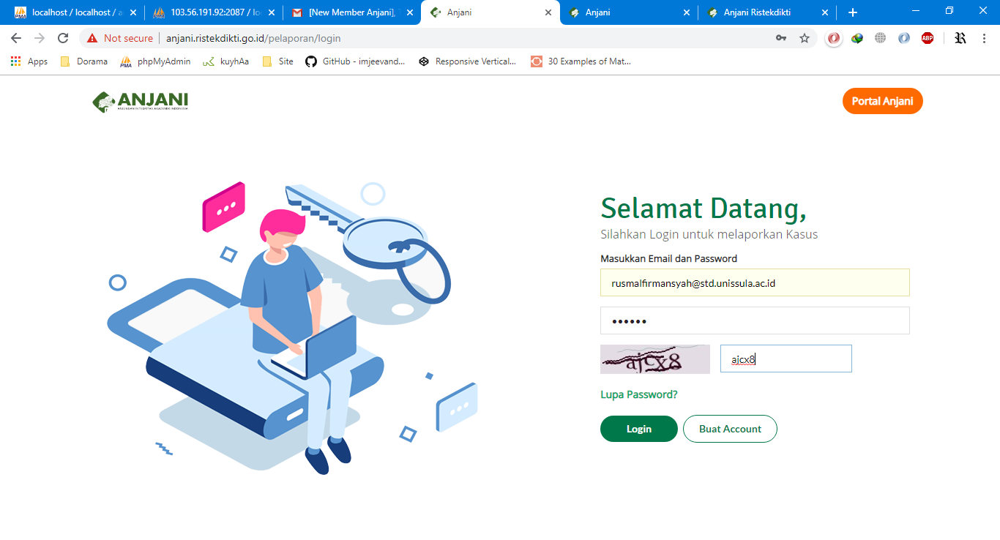 localhost / localhost / a
103.56.191.92:2087 / lo
[New Member Anjani],
Anjani
Anjani
Anjani Ristekdikti
Not secure
anjani.ristekdikti.go.id/pelaporan/login
ABP
Apps
Dorama
PMA
phpMyAdmin
kuyhAa
Site
GitHub - imjeevand...
Responsive Vertical...
30 Examples of Mat...
ANJANI
Portal Anjani
Selamat Datang,
Silahkan Login untuk melaporkan Kasus
Masukkan Email dan Password
rusmalfirmansyah@std.unissula.ac.id
ajcx8
ajcx8
Lupa Password?
Login
Buat Account